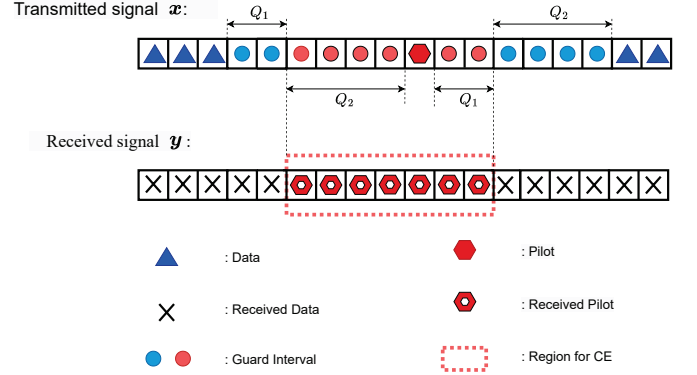 Transmitted signal x:
Q₁
Q₂
Q₂
Q₁
Received signal y :
: Data
: Pilot
: Received Data
: Received Pilot
: Guard Interval
: Region for CE